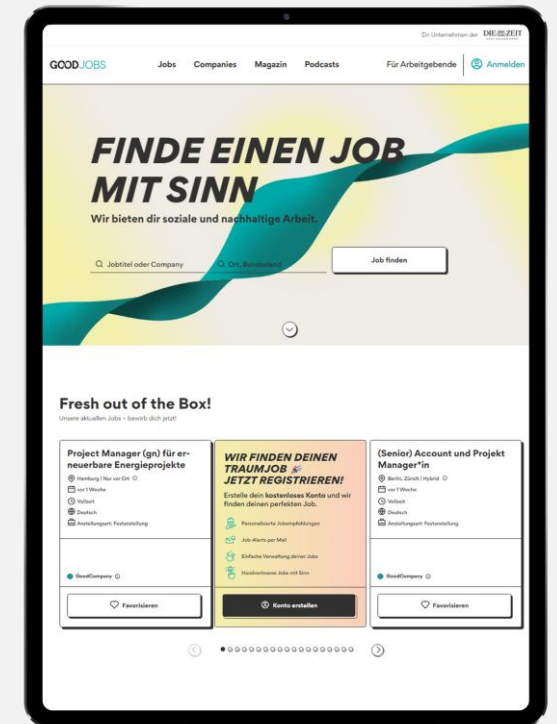 Ein Unternehmen der DIE ZEIT
GOODJOBS
Jobs Companies Magazin Podcasts Für Arbeitgebende Anmelden
FINDE EINEN JOB
MIT SINN
Wir bieten dir soziale und nachhaltige Arbeit.
Jobtitel oder Company Ort, Bundesland Job finden
Fresh out of the Box!
Unsere aktuellen Jobs – bewirb dich jetzt!
Project Manager (gn) für er-
neuerbare Energieprojekte
Hamburg | Nur vor Ort
vor 1 Woche
Vollzeit
Deutsch
Anstellungsart: Festanstellung
GoodCompany
Favorisieren
WIR FINDEN DEINEN
TRAUMJOB 🎉
JETZT REGISTRIEREN!
Erstelle dein kostenloses Konto und wir
finden deinen perfekten Job.
Personalisierte Jobempfehlungen
Job-Alerts per Mail
Einfache Verwaltung deiner Jobs
Handverlesene Jobs mit Sinn
Konto erstellen
(Senior) Account und Projekt
Manager*in
Berlin, Zürich | Hybrid
vor 1 Woche
Vollzeit
Deutsch
Anstellungsart: Festanstellung
GoodCompany
Favorisieren